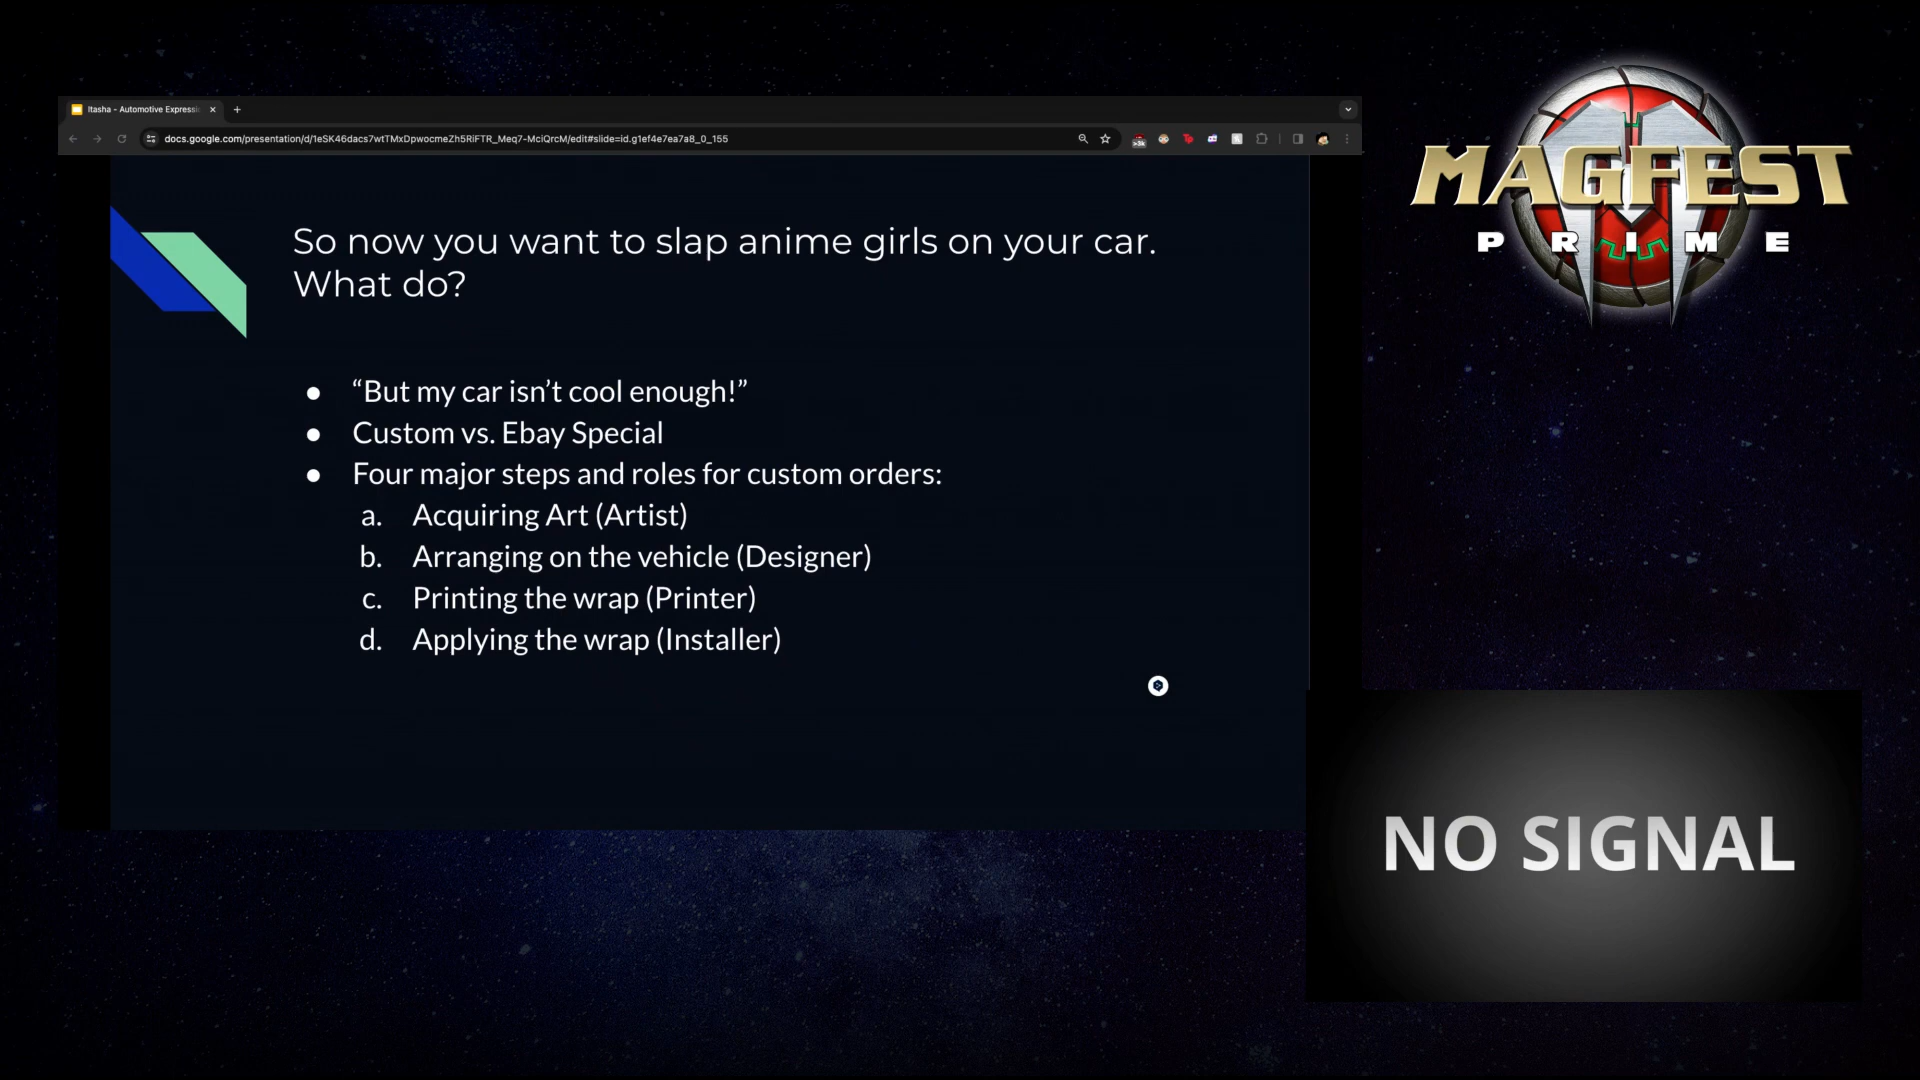 Itasha - Automotive Expressi
docs.google.com/presentation/d/1eSK46dacs7wtTMxDpwocmeZh5RiFTR_Meq7-MciQrcM/edit#slide=id.g1ef4e7ea7a8_0_155
>3k
MAGFEST
PRIME
So now you want to slap anime girls on your car.
What do?
● “But my car isn’t cool enough!”
● Custom vs. Ebay Special
● Four major steps and roles for custom orders:
a. Acquiring Art (Artist)
b. Arranging on the vehicle (Designer)
c. Printing the wrap (Printer)
d. Applying the wrap (Installer)
NO SIGNAL